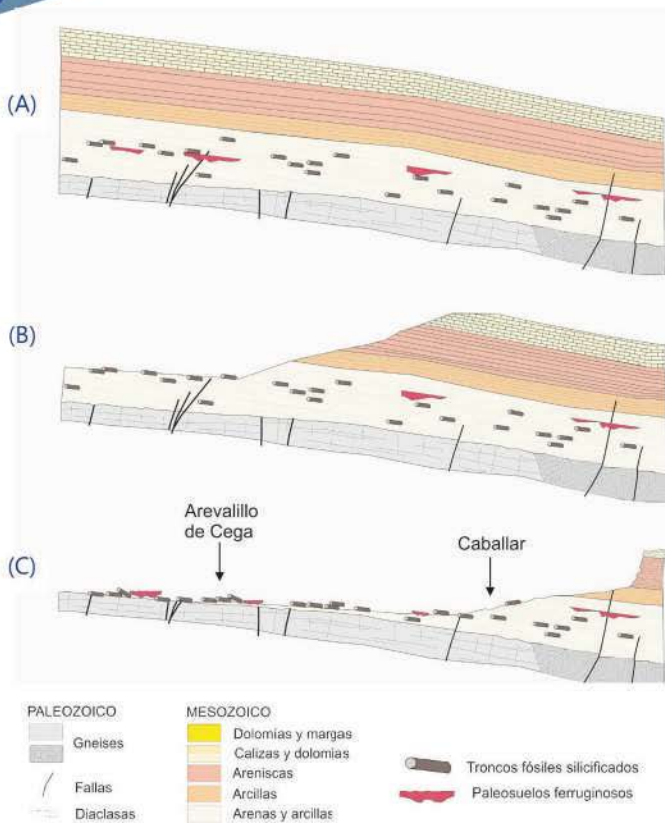 (A)
(B)
Arevalillo
de Cega
Caballar
(C)
PALEOZOICO
Gneises
Fallas
Diaclasas
MESOZOICO
Dolomías y margas
Calizas y dolomias
Areniscas
Arcillas
Arenas y arcillas
Troncos fósiles silicificados
Paleosuelos ferruginosos